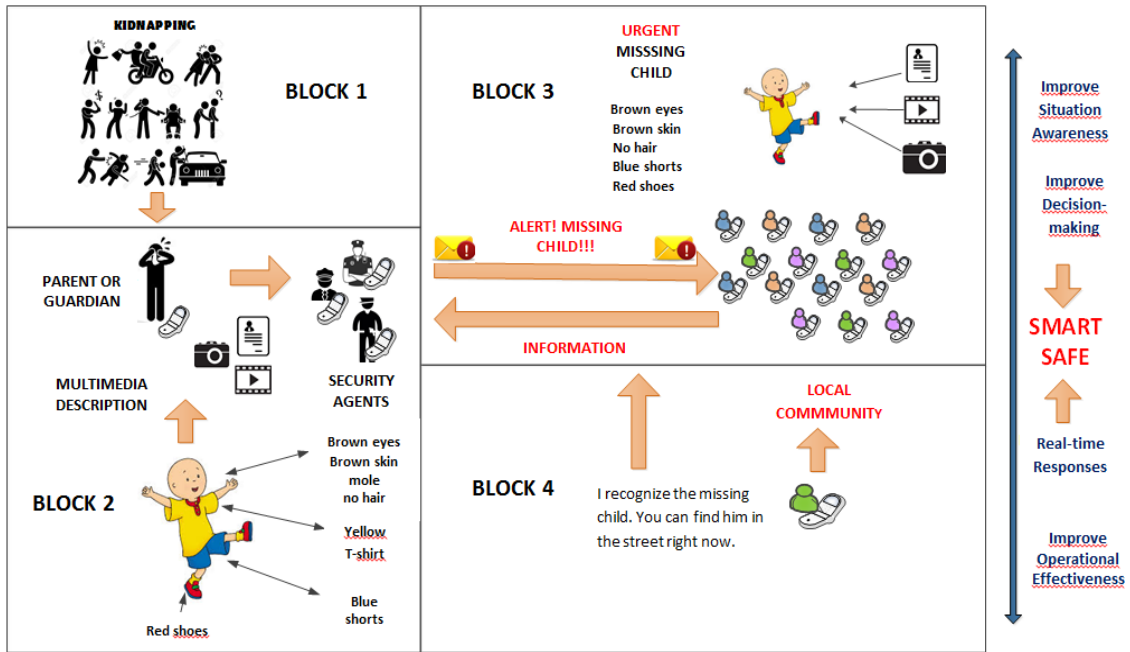 KIDNAPPING
BLOCK 1
PARENT OR
GUARDIAN
MULTIMEDIA
DESCRIPTION
SECURITY
AGENTS
BLOCK 2
Brown eyes
Brown skin
mole
no hair
Yellow
T-shirt
Blue
shorts
Red shoes
BLOCK 3
URGENT
MISSSING
CHILD
Brown eyes
Brown skin
No hair
Blue shorts
Red shoes
ALERT! MISSING
CHILD!!!
INFORMATION
BLOCK 4
LOCAL
COMMMUNITY
I recognize the missing
child. You can find him in
the street right now.
Improve
Situation
Awareness
Improve
Decision-
making
SMART
SAFE
Real-time
Responses
Improve
Operational
Effectiveness